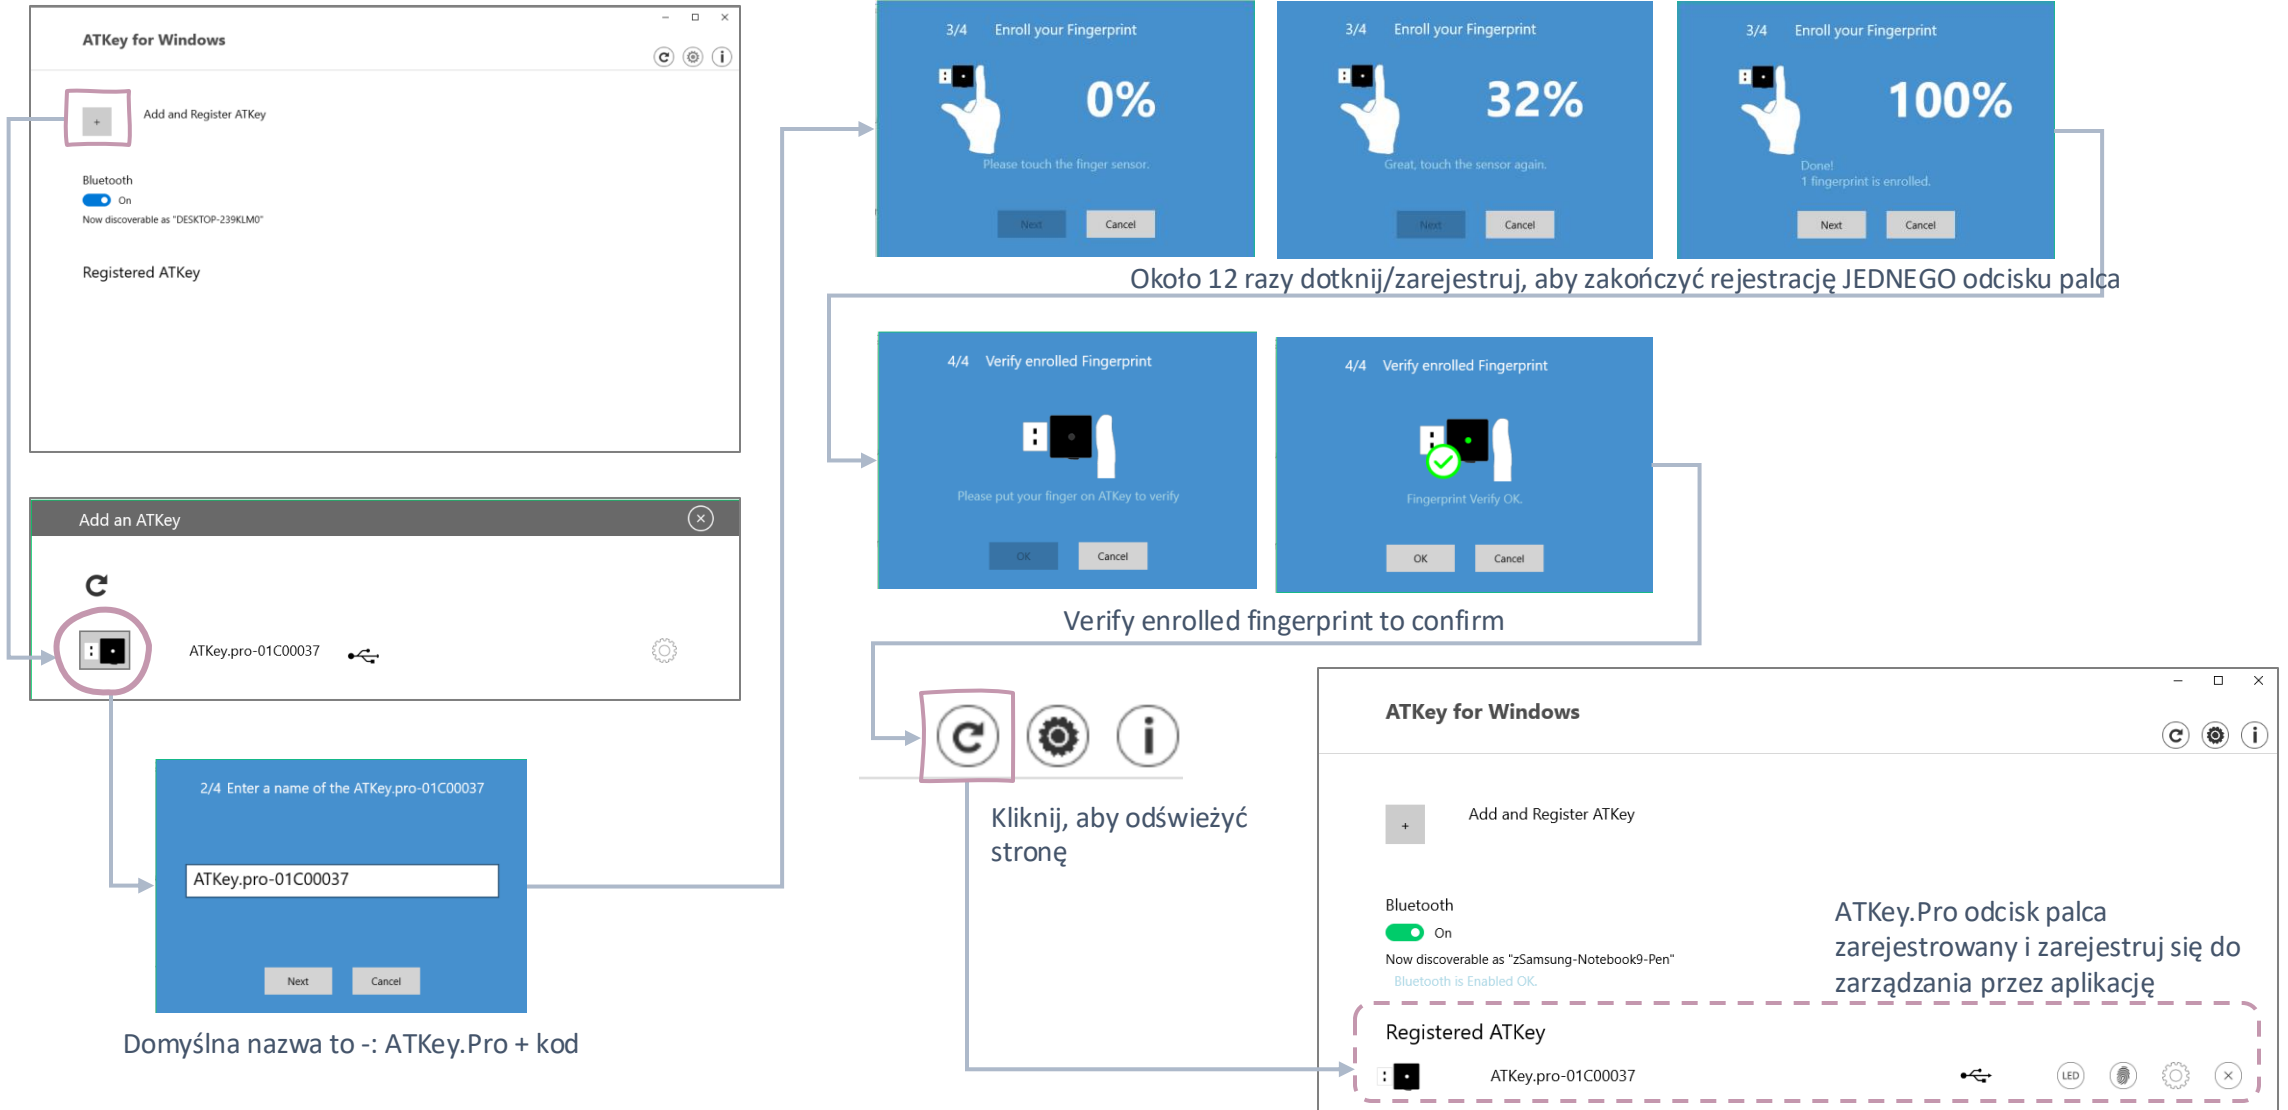 ATKey for Windows
+
Add and Register ATKey
Bluetooth
On
Now discoverable as "DESKTOP-239KLM0"
Registered ATKey
Add an ATKey
ATKey.pro-01C00037
2/4 Enter a name of the ATKey.pro-01C00037
ATKey.pro-01C00037
Next Cancel
Domyślna nazwa to -: ATKey.Pro + kod
3/4 Enroll your Fingerprint
0%
Please touch the finger sensor.
Next Cancel
3/4 Enroll your Fingerprint
32%
Great, touch the sensor again.
Next Cancel
3/4 Enroll your Fingerprint
100%
Done!
1 fingerprint is enrolled.
Next Cancel
Około 12 razy dotknij/zarejestruj, aby zakończyć rejestrację JEDNEGO odcisku palca
4/4 Verify enrolled Fingerprint
Please put your finger on ATKey to verify
OK Cancel
4/4 Verify enrolled Fingerprint
Fingerprint Verify OK.
OK Cancel
Verify enrolled fingerprint to confirm
Kliknij, aby odświeżyć
stronę
ATKey for Windows
+
Add and Register ATKey
Bluetooth
On
Now discoverable as "zSamsung-Notebook9-Pen"
Bluetooth is Enabled OK.
ATKey.Pro odcisk palca
zarejestrowany i zarejestruj się do
zarządzania przez aplikację
Registered ATKey
ATKey.pro-01C00037
LED